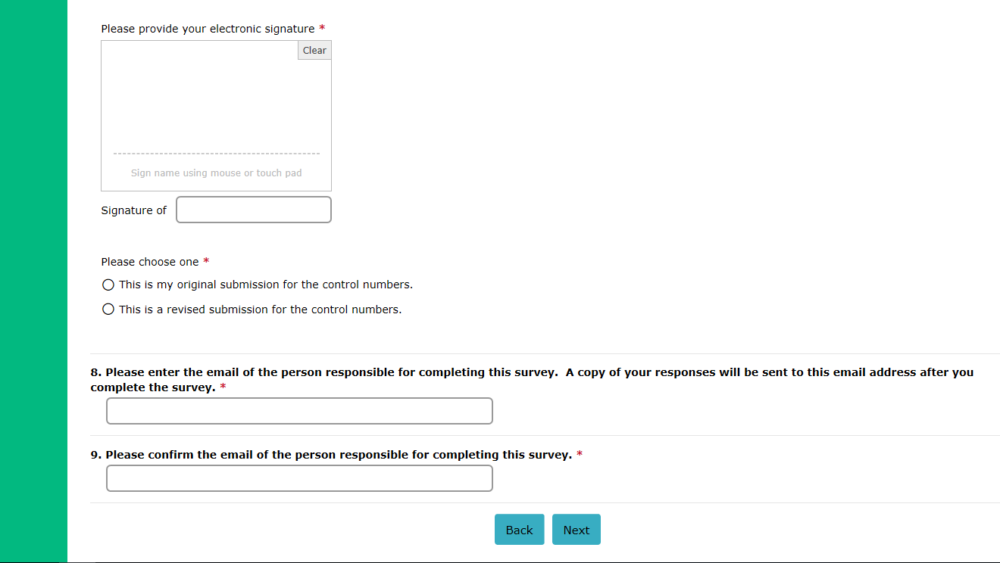 Please provide your electronic signature *
Clear
Sign name using mouse or touch pad
Signature of
Please choose one *
This is my original submission for the control numbers.
This is a revised submission for the control numbers.
8. Please enter the email of the person responsible for completing this survey.  A copy of your responses will be sent to this email address after you
complete the survey. *
9. Please confirm the email of the person responsible for completing this survey. *
Back
Next